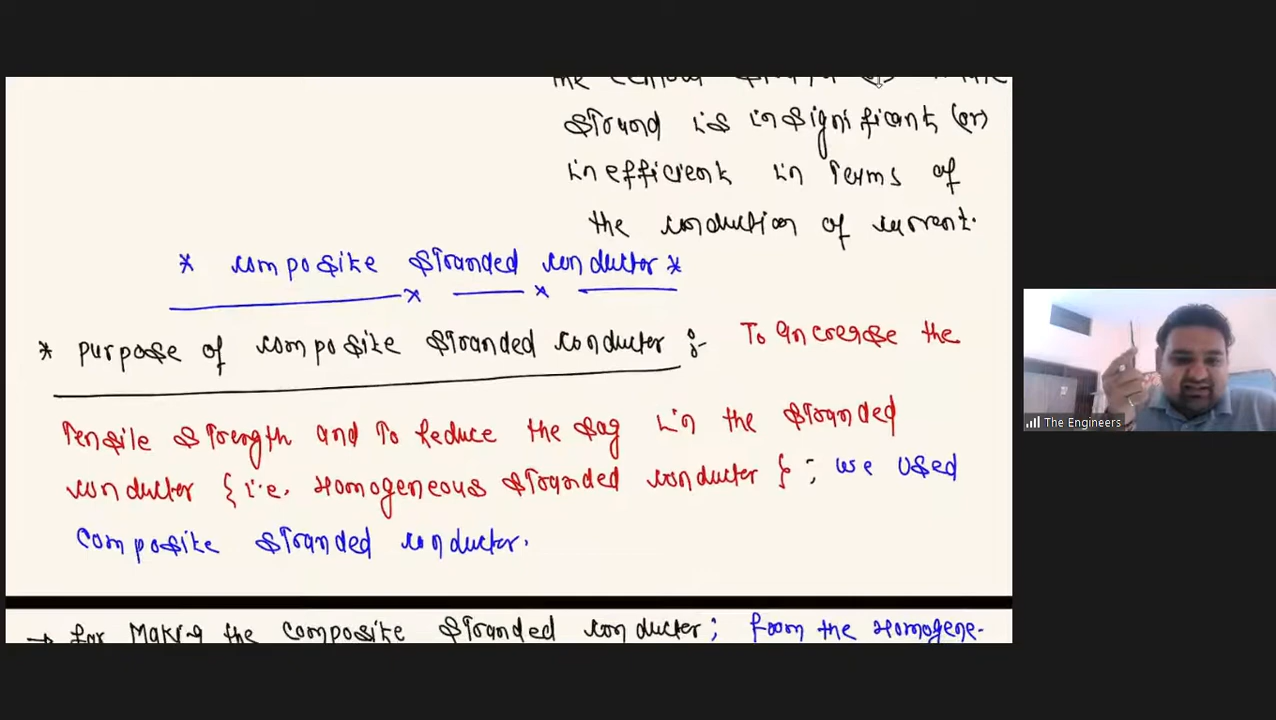 strand is insignificant (or)
inefficient in terms of
the conduction of current.
* composite stranded conductor *
* purpose of composite stranded conductor :- To increase the
Tensile strength and to reduce the sag in the stranded
conductor { i.e. Homogeneous stranded conductor } ; we used
composite stranded conductor.
→ for Making the composite stranded conductor; from the Homogene-
The Engineers